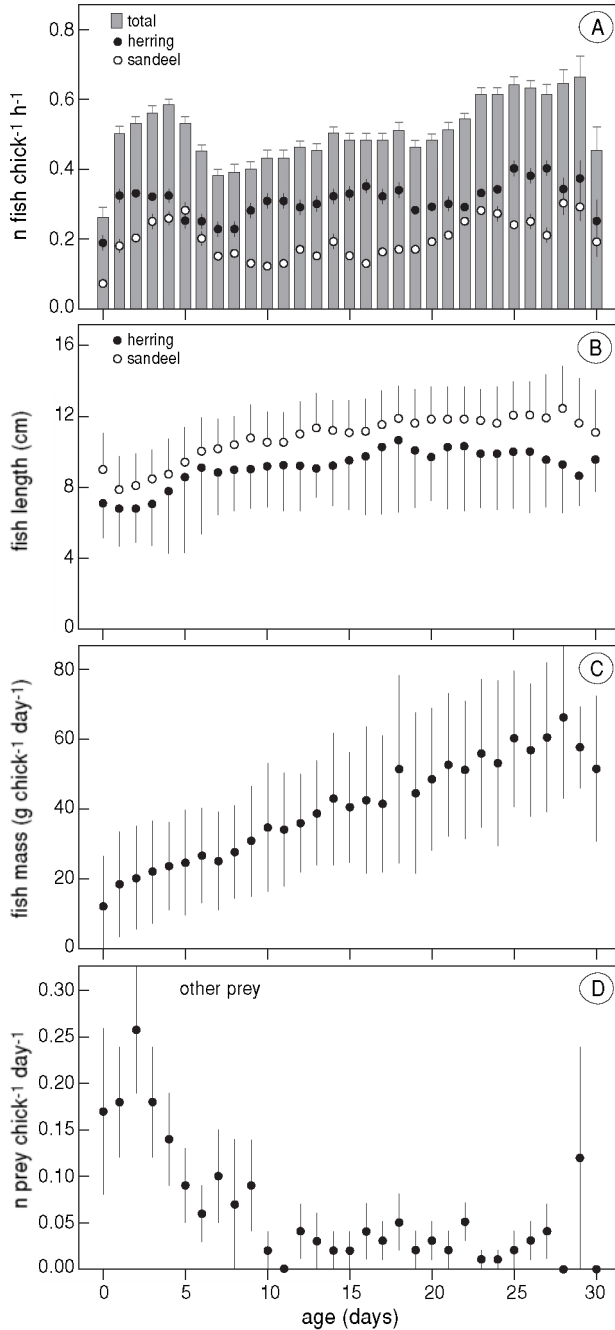 A
total
herring
sandeel
0.8
0.6
0.4
0.2
0.0
n fish chick-1 h-1
B
herring
sandeel
16
12
8
4
0
fish length (cm)
C
80
60
40
20
0
fish mass (g chick-1 day-1)
D
other prey
0.30
0.25
0.20
0.15
0.10
0.05
0.00
n prey chick-1 day-1
0 5 10 15 20 25 30
age (days)